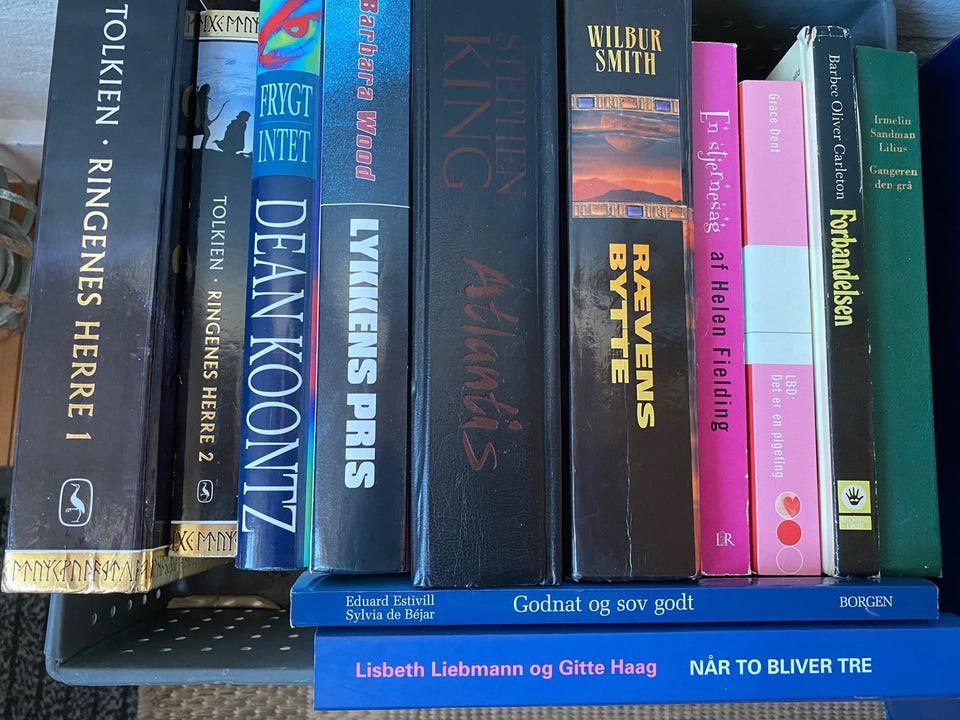 TOLKIEN · RINGENES HERRE 1
TOLKIEN · RINGENES HERRE 2
FRYGT
INTET
DEAN KOONTZ
Barbara Wood
LYKKENS PRIS
STEPHEN
KING
Atlantis
WILBUR
SMITH
RÆVENS
BYTTE
En stjernesag af Helen Fielding
LR
Grace Dent
LBD:
Det er en pigeting
Barbee Oliver Carleton
Forbandelsen
Irmelin
Sandman
Lilius
Gangeren
den grå
Eduard Estivill
Sylvia de Béjar
Godnat og sov godt
BORGEN
Lisbeth Liebmann og Gitte Haag NÅR TO BLIVER TRE